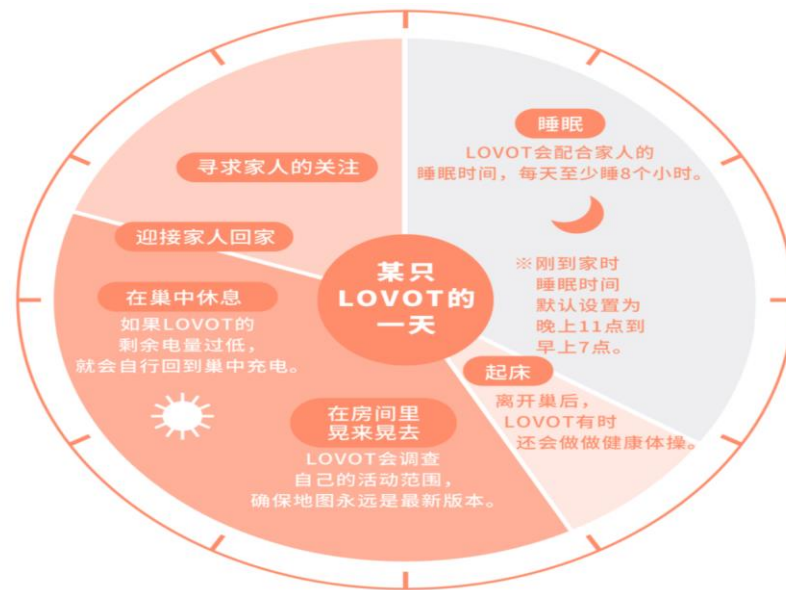 睡眠
LOVOT会配合家人的
睡眠时间，每天至少睡8个小时。
※刚到家时
睡眠时间
默认设置为
晚上11点到
早上7点。
起床
离开巢后，
LOVOT有时
还会做做健康体操。
在房间里
晃来晃去
LOVOT会调查
自己的活动范围，
确保地图永远是最新版本。
在巢中休息
如果LOVOT的
剩余电量过低，
就会自行回到巢中充电。
迎接家人回家
寻求家人的关注
某只
LOVOT的
一天